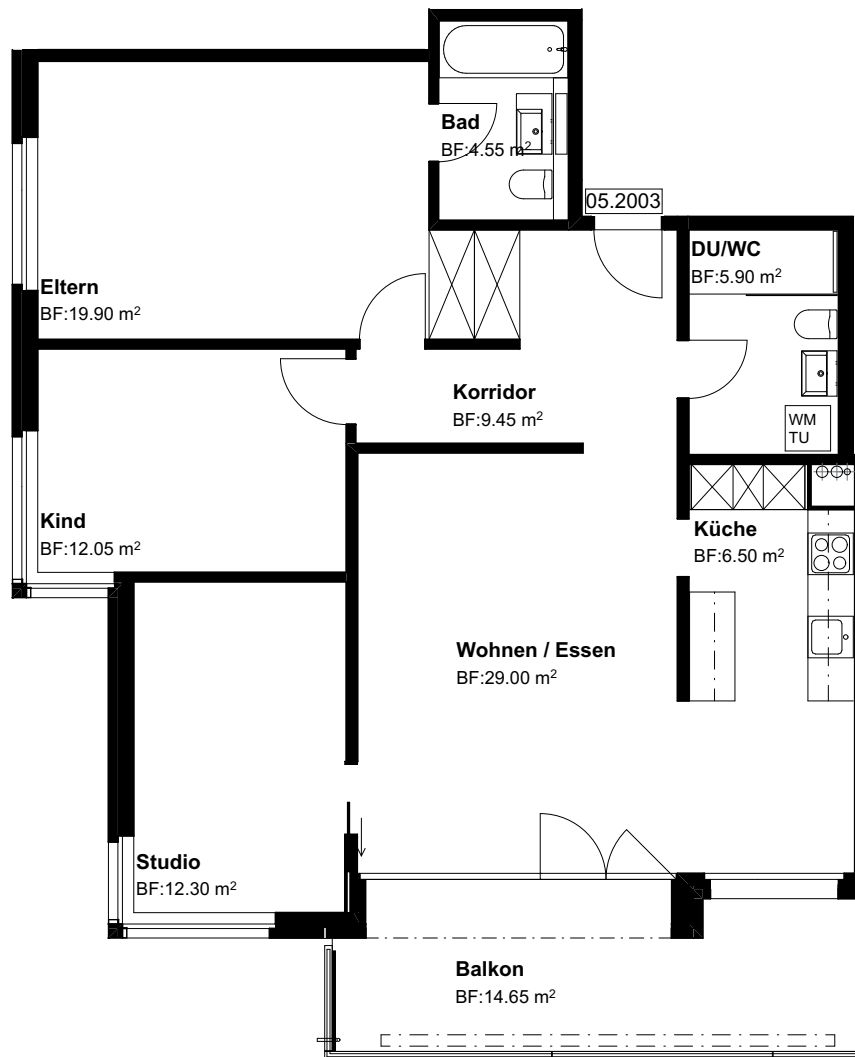 Bad
BF:4.55 m²
05.2003
DU/WC
BF:5.90 m²
Eltern
BF:19.90 m²
Korridor
BF:9.45 m²
WM
TU
Kind
BF:12.05 m²
Küche
BF:6.50 m²
Wohnen / Essen
BF:29.00 m²
Studio
BF:12.30 m²
Balkon
BF:14.65 m²